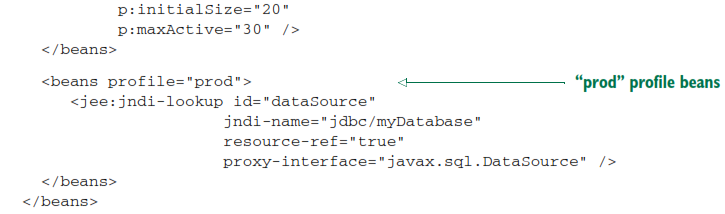 p:initialSize="20"
p:maxActive="30" />
</beans>
<beans profile="prod"> “prod” profile beans
<jee:jndi-lookup id="dataSource"
jndi-name="jdbc/myDatabase"
resource-ref="true"
proxy-interface="javax.sql.DataSource" />
</beans>
</beans>